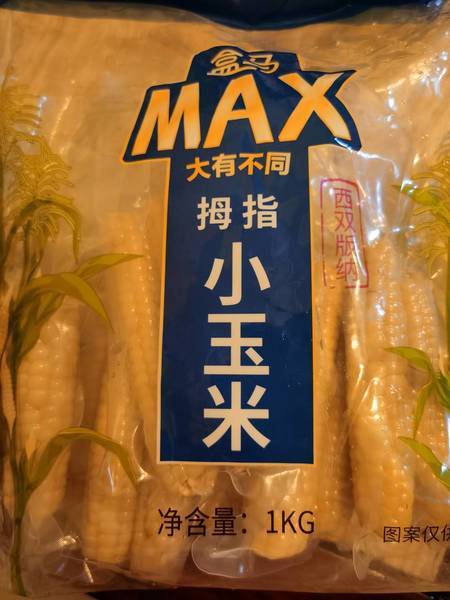 盒马
MAX
大有不同
拇指
小玉米
西双版纳
净含量：1KG
图案仅供